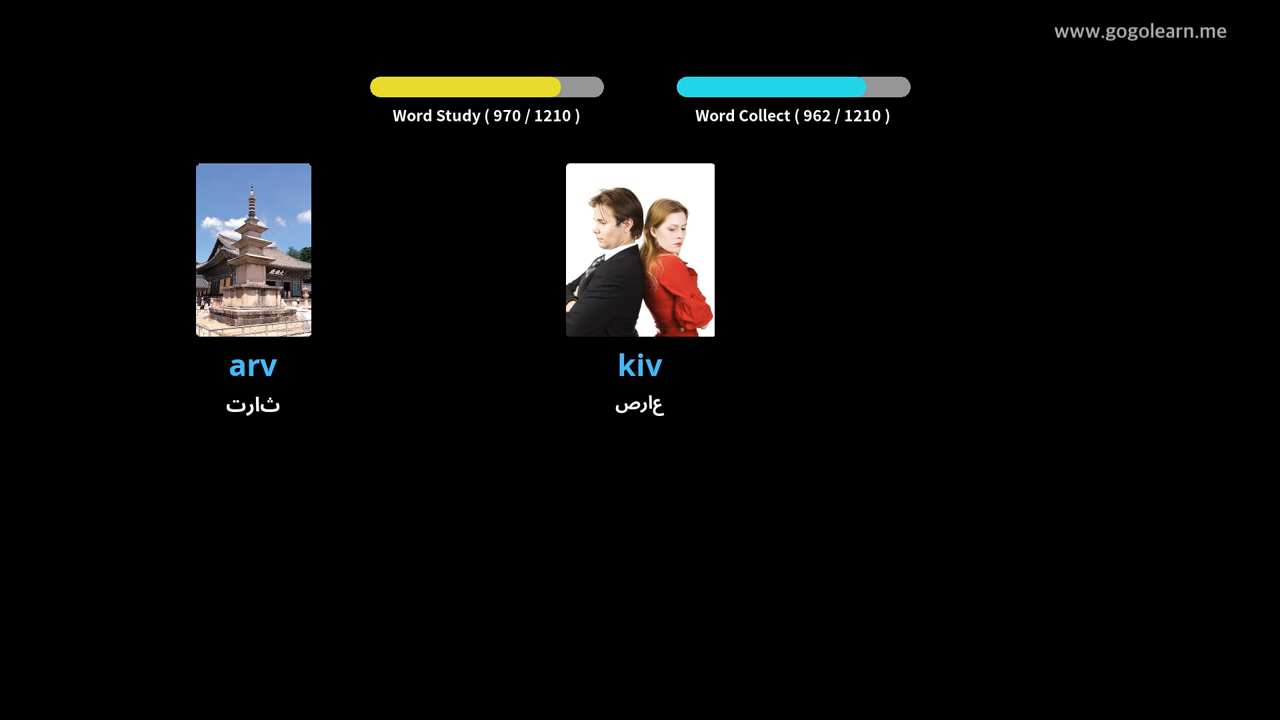 www.gogolearn.me
Word Study ( 970 / 1210 )
Word Collect ( 962 / 1210 )
arv
ثارت
kiv
عارص